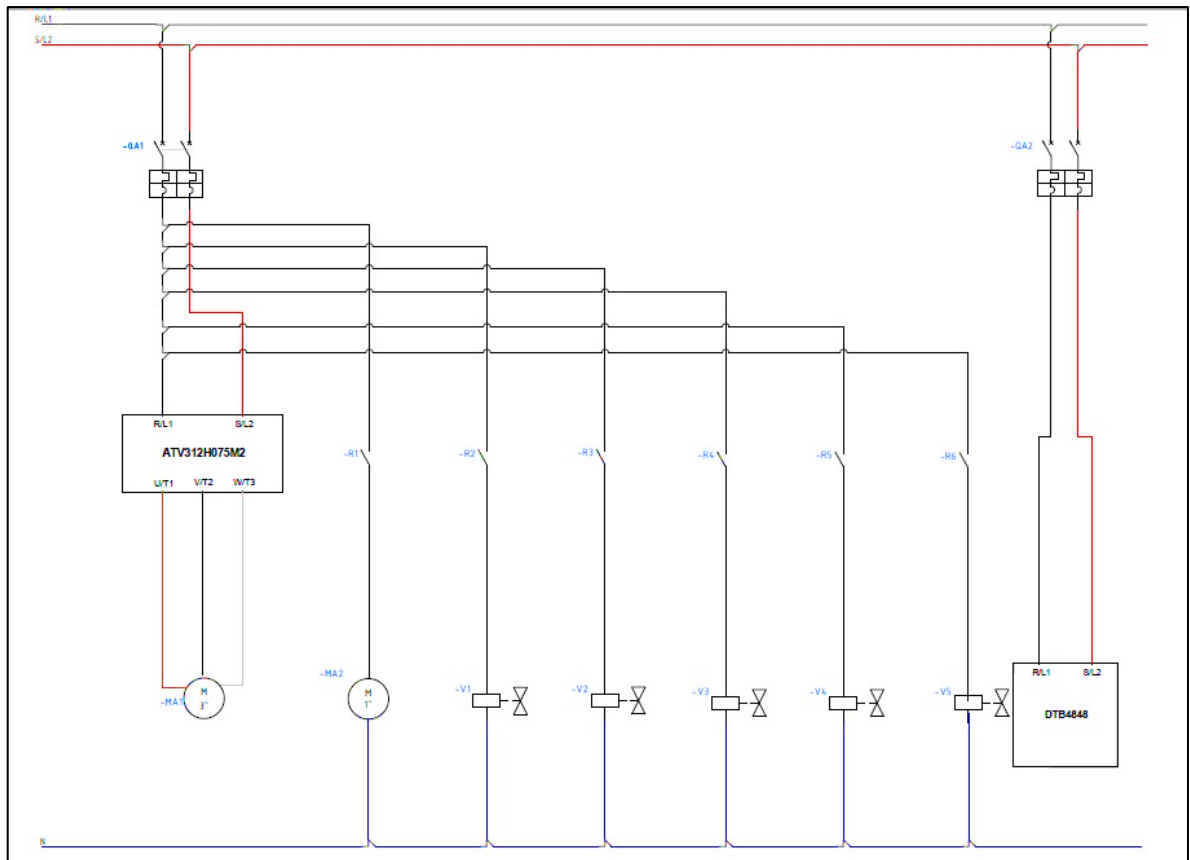 R/L1
S/L2
-QA1
-QA2
R/L1 S/L2
ATV312H075M2
U/T1 V/T2 W/T3
-R1
-R2
-R3
-R4
-R5
-R6
-MA1
M
3~
-MA2
M
1~
-V1
-V2
-V3
-V4
-V5
R/L1 S/L2
DTB4848
N